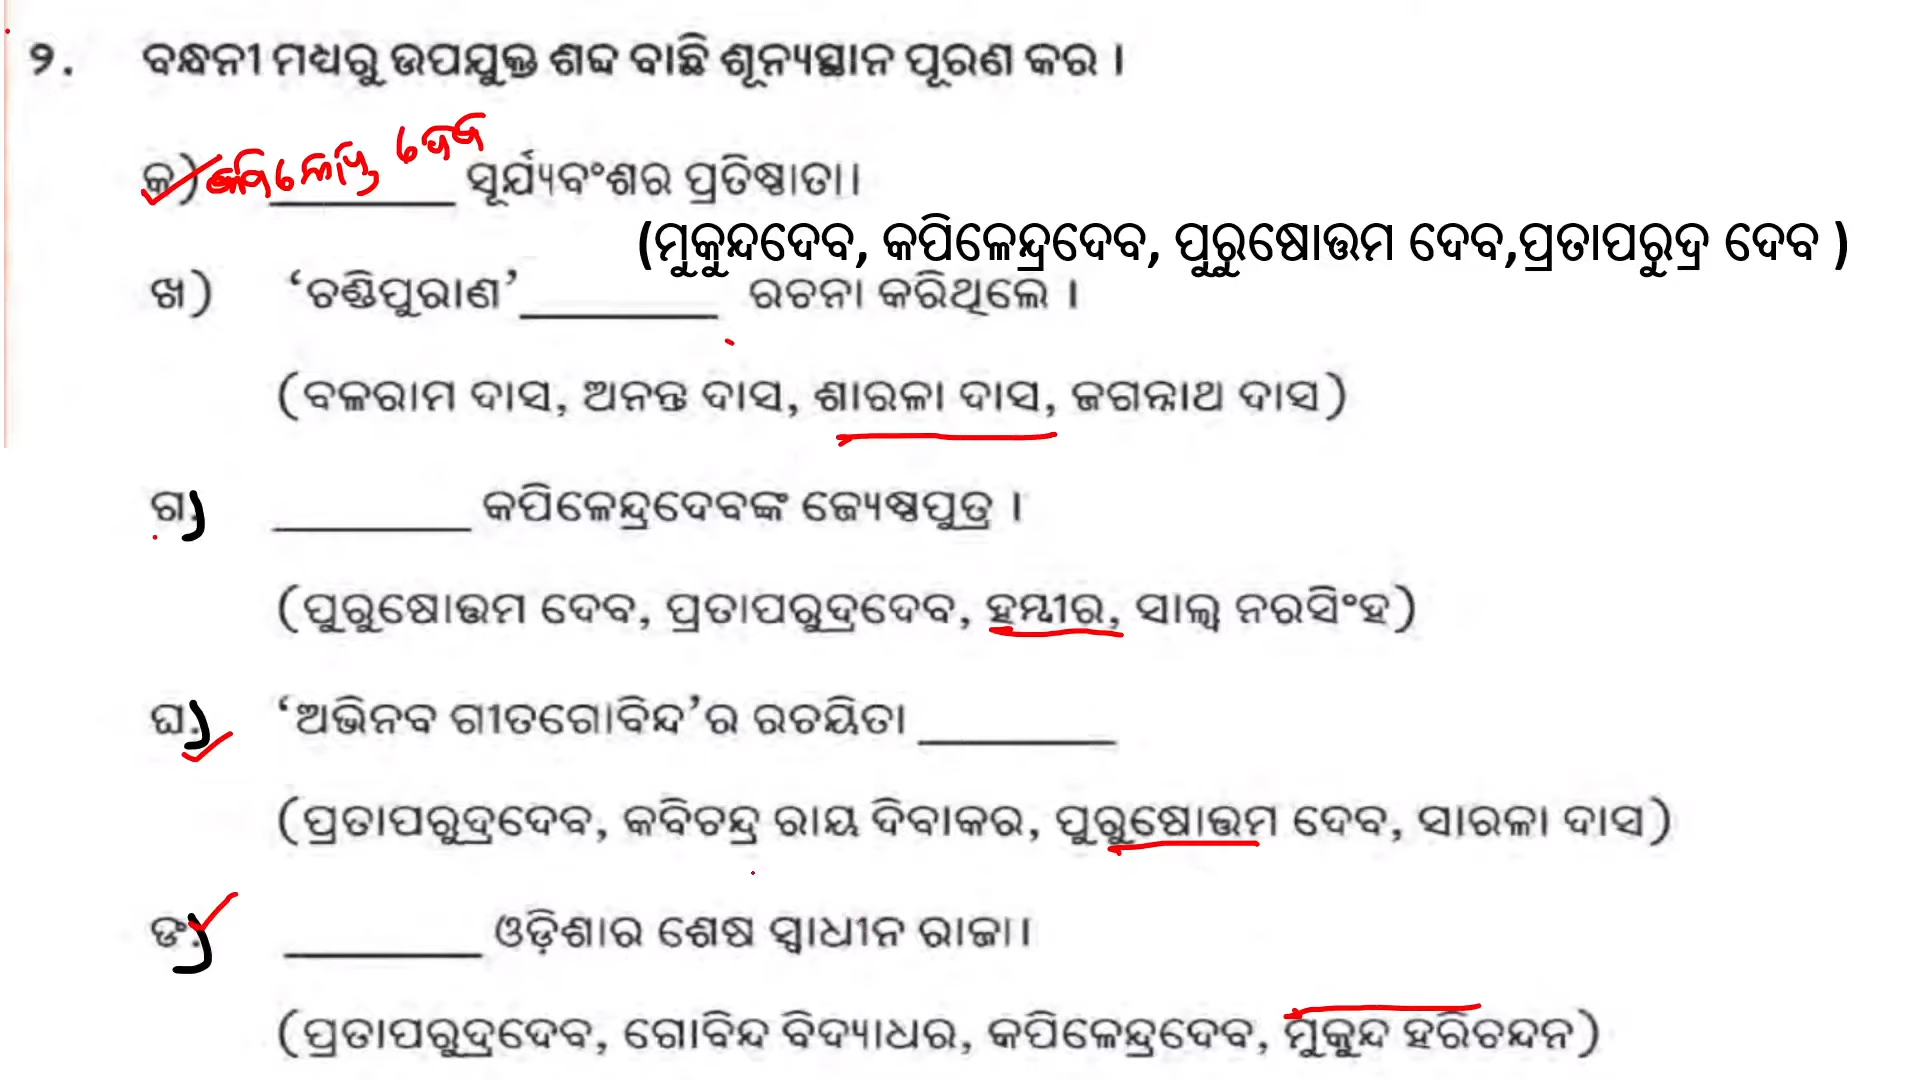 ୨. ବନ୍ଧନୀ ମଧ୍ୟରୁ ଉପଯୁକ୍ତ ଶବ୍ଦ ବାଛି ଶୂନ୍ୟସ୍ଥାନ ପୂରଣ କର ।
କ) କପିଳେନ୍ଦ୍ର ଦେବ ସୂର୍ଯ୍ୟବଂଶର ପ୍ରତିଷ୍ଠାତା।
(ମୁକୁନ୍ଦଦେବ, କପିଳେନ୍ଦ୍ରଦେବ, ପୁରୁଷୋତ୍ତମ ଦେବ,ପ୍ରତାପରୁଦ୍ର ଦେବ )
ଖ) ‘ଚଣ୍ଡିପୁରାଣ’ ________ ରଚନା କରିଥିଲେ ।
(ବଳରାମ ଦାସ, ଅନନ୍ତ ଦାସ, ଶାରଳା ଦାସ, ଜଗନ୍ନାଥ ଦାସ)
ଗ) ________ କପିଳେନ୍ଦ୍ରଦେବଙ୍କ ଜ୍ୟେଷ୍ଠପୁତ୍ର ।
(ପୁରୁଷୋତ୍ତମ ଦେବ, ପ୍ରତାପରୁଦ୍ରଦେବ, ହମ୍ବୀର, ସାଲ୍ୱ ନରସିଂହ)
ଘ) ‘ଅଭିନବ ଗୀତଗୋବିନ୍ଦ’ର ରଚୟିତା ________
(ପ୍ରତାପରୁଦ୍ରଦେବ, କବିଚନ୍ଦ୍ର ରାୟ ଦିବାକର, ପୁରୁଷୋତ୍ତମ ଦେବ, ସାରଳା ଦାସ)
ଙ) ________ ଓଡ଼ିଶାର ଶେଷ ସ୍ୱାଧୀନ ରାଜା।
(ପ୍ରତାପରୁଦ୍ରଦେବ, ଗୋବିନ୍ଦ ବିଦ୍ୟାଧର, କପିଳେନ୍ଦ୍ରଦେବ, ମୁକୁନ୍ଦ ହରିଚନ୍ଦନ)